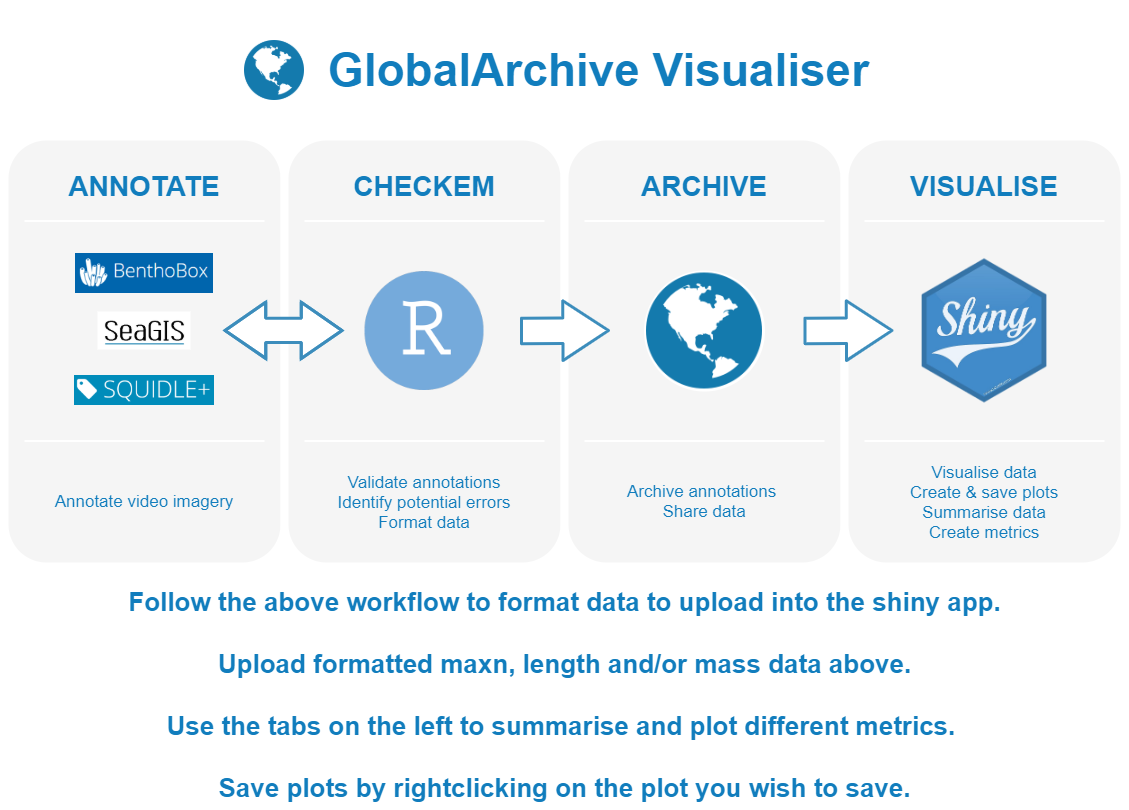 GlobalArchive Visualiser
ANNOTATE
BenthoBox
SeaGIS
SQUIDLE+
Annotate video imagery
CHECKEM
R
Validate annotations
Identify potential errors
Format data
ARCHIVE
Archive annotations
Share data
VISUALISE
Shiny
Visualise data
Create & save plots
Summarise data
Create metrics
Follow the above workflow to format data to upload into the shiny app.
Upload formatted maxn, length and/or mass data above.
Use the tabs on the left to summarise and plot different metrics.
Save plots by rightclicking on the plot you wish to save.